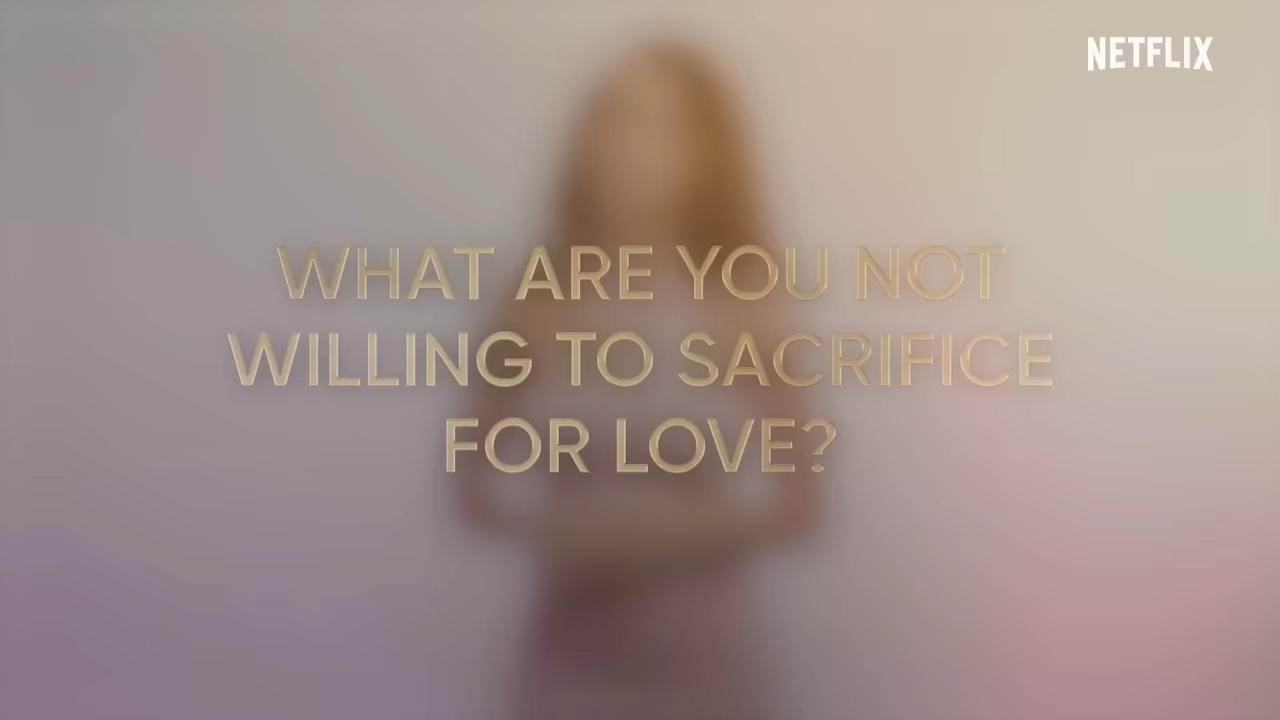 NETFLIX
WHAT ARE YOU NOT
WILLING TO SACRIFICE
FOR LOVE?